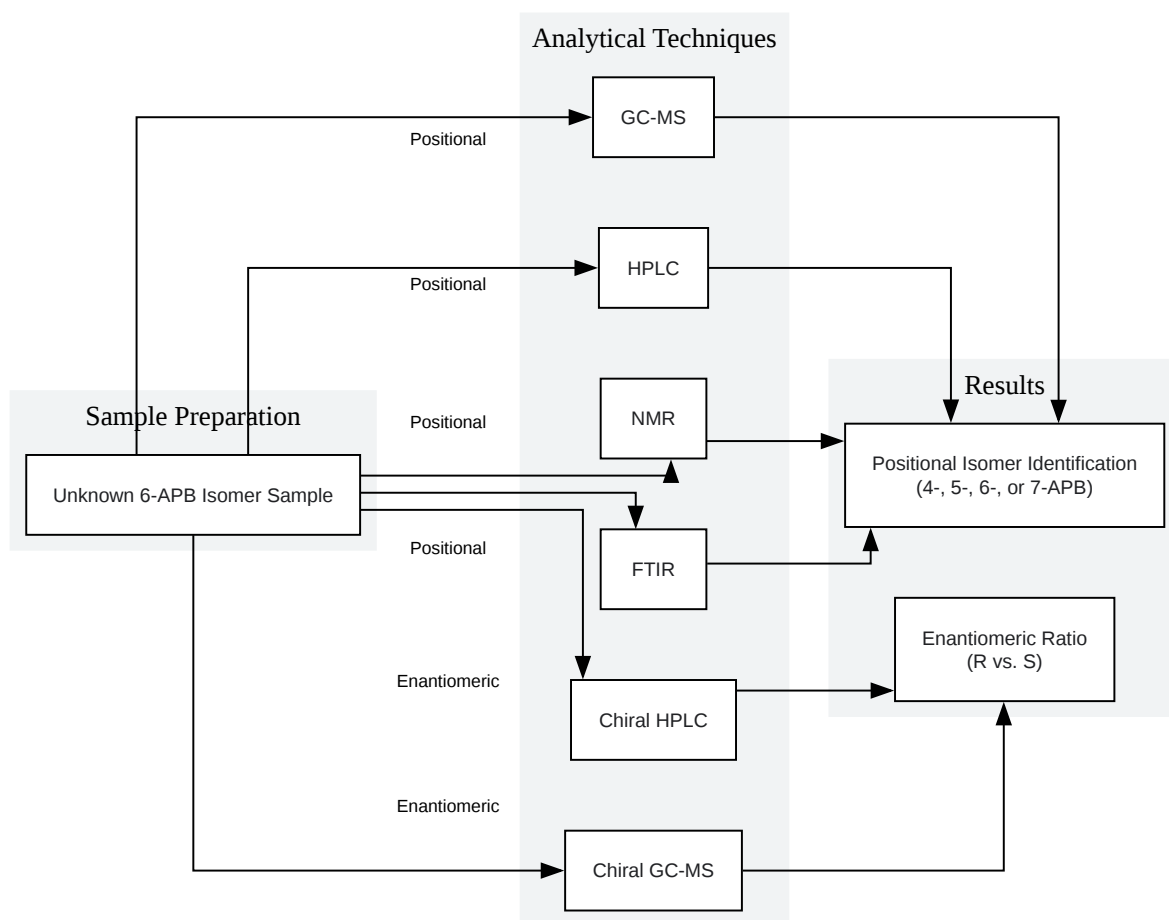 Analytical Techniques
GC-MS
Positional
HPLC
Positional
Results
Sample Preparation
Positional
NMR
Positional Isomer Identification
(4-, 5-, 6-, or 7-APB)
Unknown 6-APB Isomer Sample
Positional
FTIR
Enantiomeric Ratio
(R vs. S)
Enantiomeric
Chiral HPLC
Enantiomeric
Chiral GC-MS